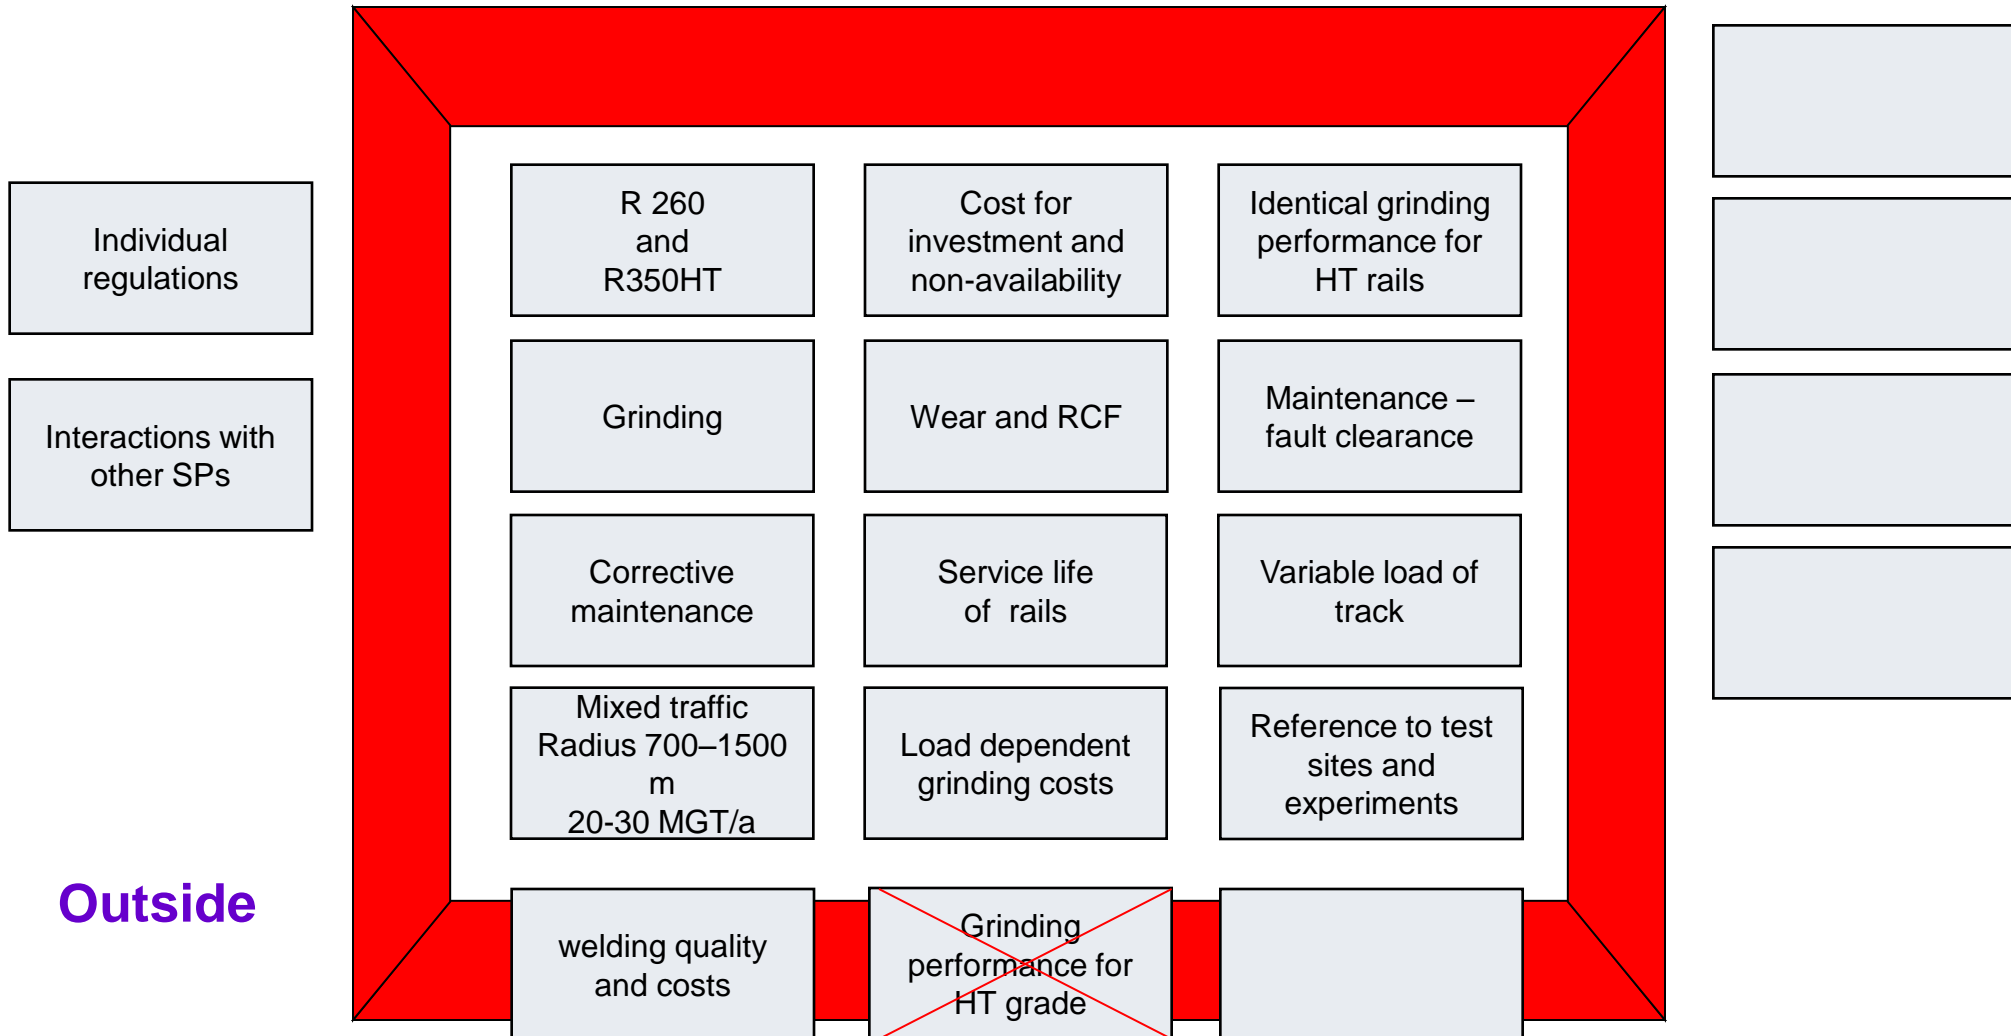 Individual
regulations
Interactions with
other SPs
Outside
R 260
and
R350HT
Cost for
investment and
non-availability
Identical grinding
performance for
HT rails
Grinding
Wear and RCF
Maintenance –
fault clearance
Corrective
maintenance
Service life
of rails
Variable load of
track
Mixed traffic
Radius 700–1500
m
20-30 MGT/a
Load dependent
grinding costs
Reference to test
sites and
experiments
welding quality
and costs
Grinding
performance for
HT grade